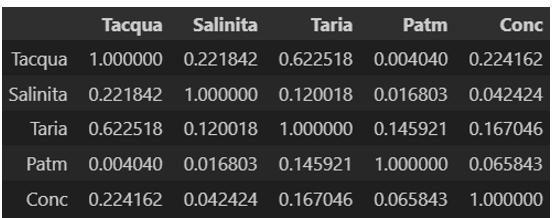 Tacqua Salinita Taria Patm Conc
Tacqua 1.000000 0.221842 0.622518 0.004040 0.224162
Salinita 0.221842 1.000000 0.120018 0.016803 0.042424
Taria 0.622518 0.120018 1.000000 0.145921 0.167046
Patm 0.004040 0.016803 0.145921 1.000000 0.065843
Conc 0.224162 0.042424 0.167046 0.065843 1.000000